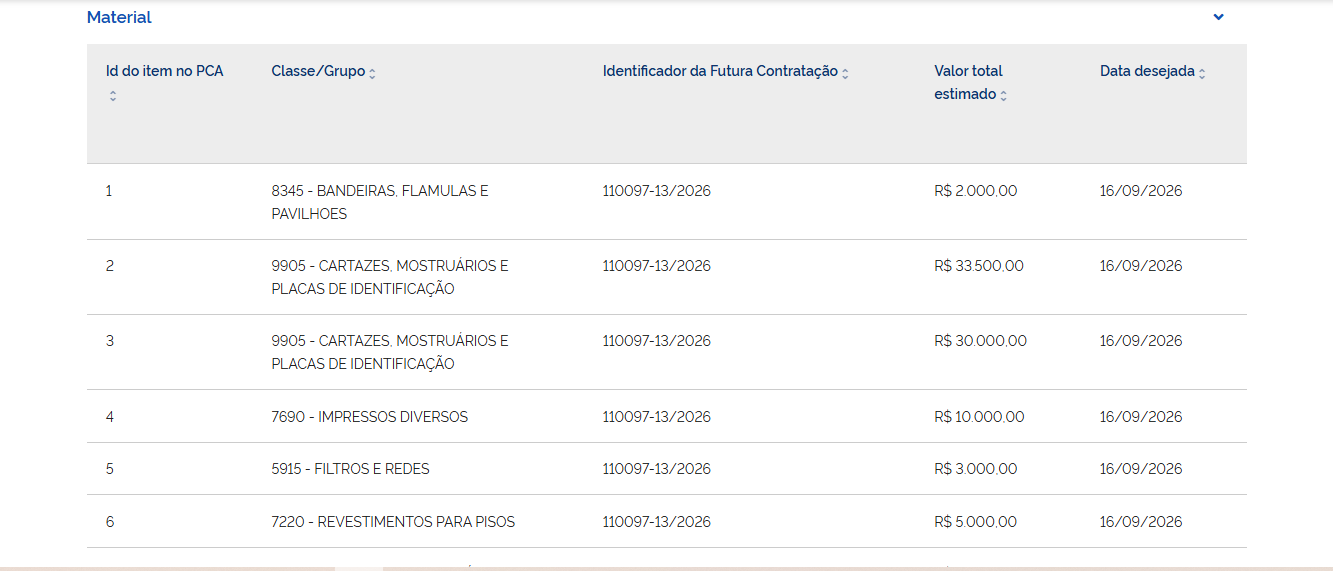 Material
Id do item no PCA
Classe/Grupo
Identificador da Futura Contratação
Valor total
estimado
Data desejada
1
8345 - BANDEIRAS, FLAMULAS E
PAVILHOES
110097-13/2026
R$ 2.000,00
16/09/2026
2
9905 - CARTAZES, MOSTRUÁRIOS E
PLACAS DE IDENTIFICAÇÃO
110097-13/2026
R$ 33.500,00
16/09/2026
3
9905 - CARTAZES, MOSTRUÁRIOS E
PLACAS DE IDENTIFICAÇÃO
110097-13/2026
R$ 30.000,00
16/09/2026
4
7690 - IMPRESSOS DIVERSOS
110097-13/2026
R$ 10.000,00
16/09/2026
5
5915 - FILTROS E REDES
110097-13/2026
R$ 3.000,00
16/09/2026
6
7220 - REVESTIMENTOS PARA PISOS
110097-13/2026
R$ 5.000,00
16/09/2026